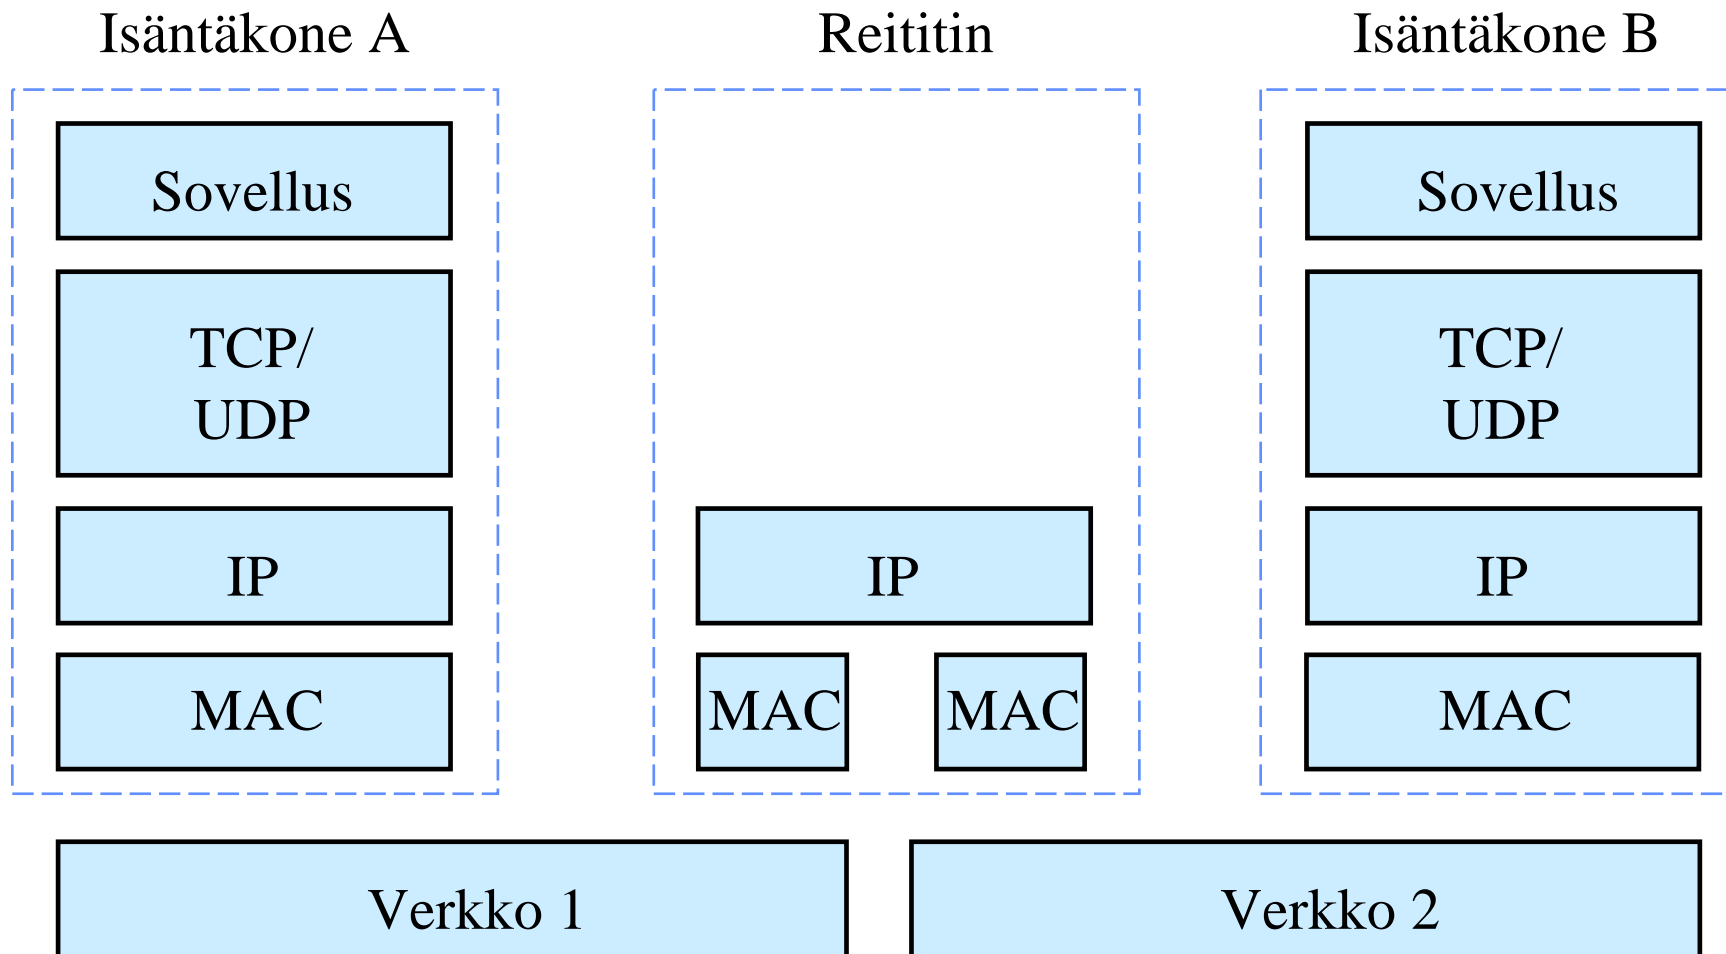 Isäntäkone A
Reititin
Isäntäkone B
Sovellus
Sovellus
TCP/
UDP
TCP/
UDP
IP
IP
IP
MAC
MAC
MAC
MAC
Verkko 1
Verkko 2